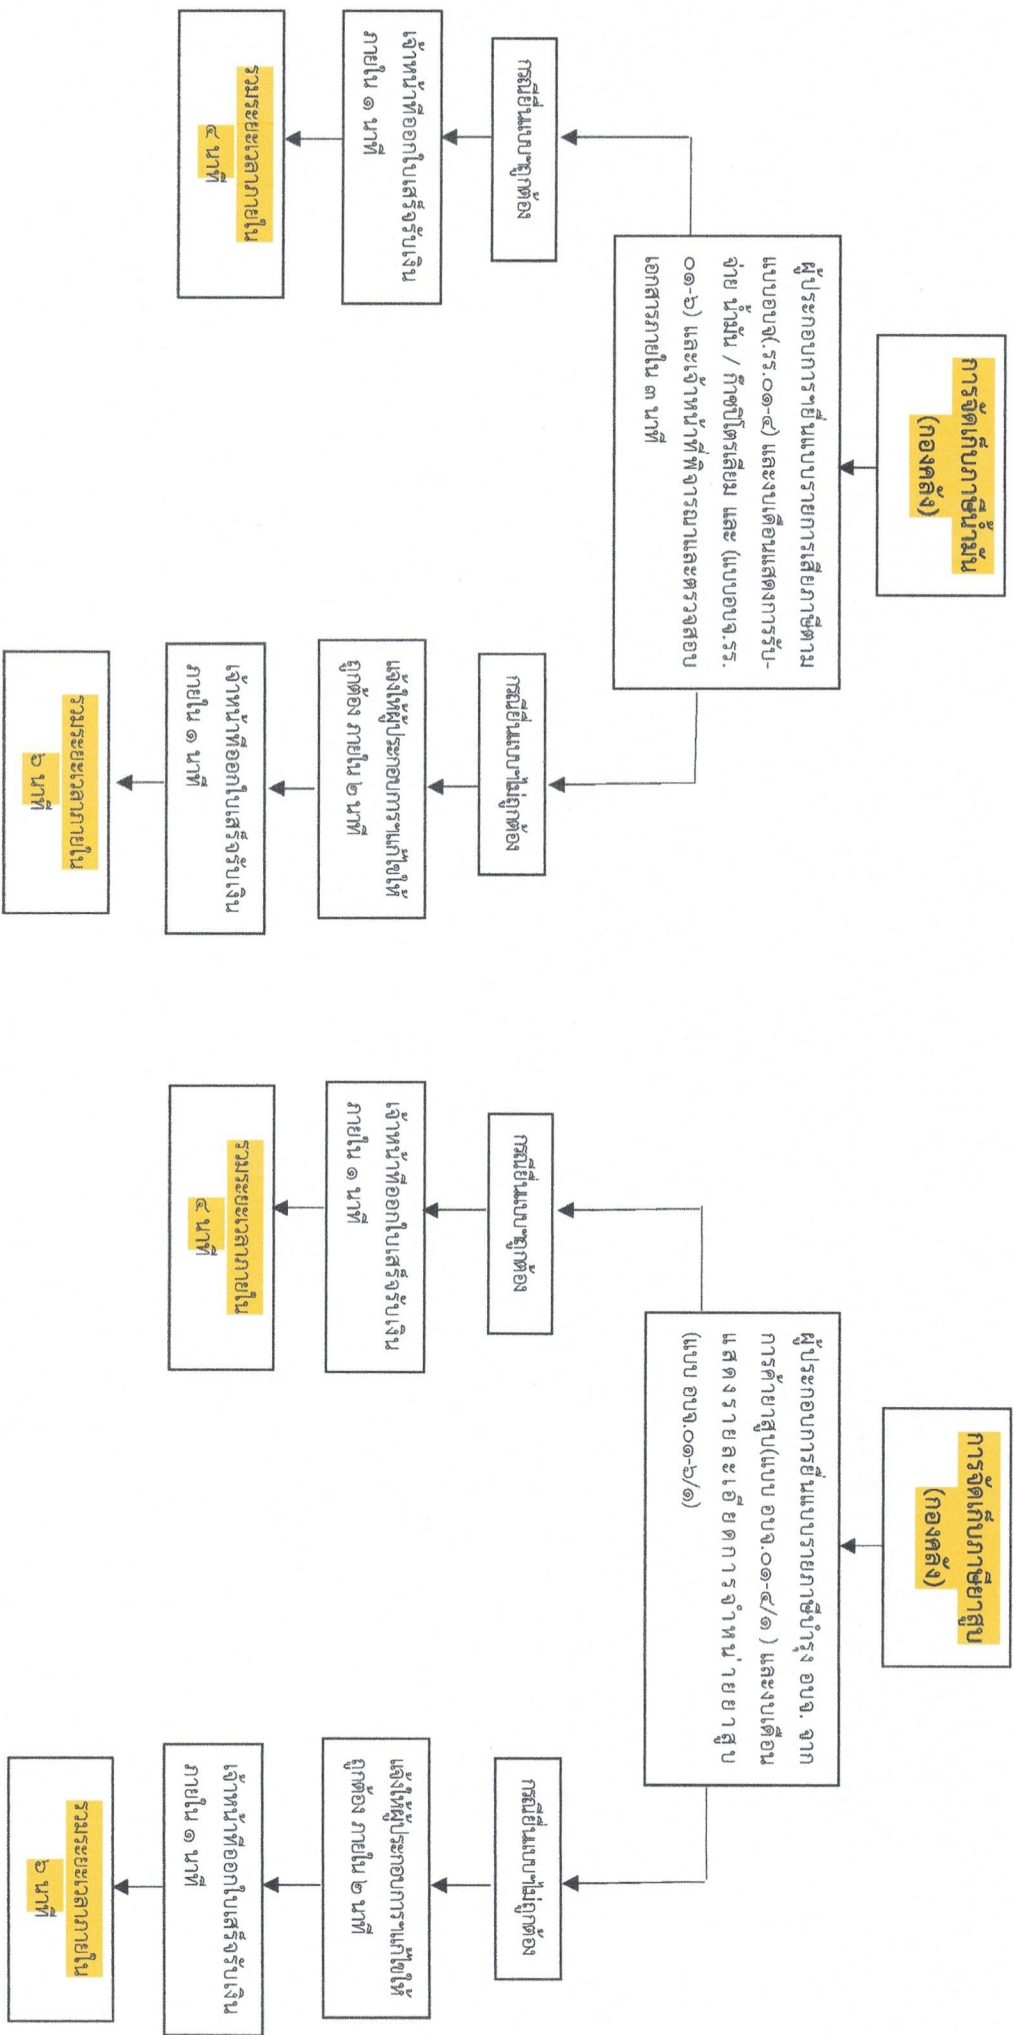 การจัดเก็บภาษีน้ำมัน
(กองคลัง)
ผู้ประกอบการฯยื่นแบบรายการเสียภาษีตาม
แบบอบจ(.รร.๐๑-๔) และงบเดือนแสดงการรับ-
จ่าย น้ำมัน / ก๊าซปิโตรเลียม และ (แบบอบจ.รร.
๐๑-๖) และเจ้าหน้าที่พิจารณาและตรวจสอบ
เอกสารภายใน ๓ นาที
กรณียื่นแบบฯถูกต้อง
เจ้าหน้าที่ออกใบเสร็จรับเงิน
ภายใน ๑ นาที
รวมระยะเวลาภายใน
๔ นาที
กรณียื่นแบบฯไม่ถูกต้อง
แจ้งให้ผู้ประกอบการฯแก้ไขให้
ถูกต้อง ภายใน ๒ นาที
เจ้าหน้าที่ออกใบเสร็จรับเงิน
ภายใน ๑ นาที
รวมระยะเวลาภายใน
๖ นาที
การจัดเก็บภาษียาสูบ
(กองคลัง)
ผู้ประกอบการยื่นแบบรายภาษีบำรุง อบจ. จาก
การค้ายาสูบ(แบบ อบจ.๐๑-๔/๑ ) และงบเดือน
แสดงรายละเอียดการจำหน่ายยาสูบ
(แบบ อบจ.๐๑-๖/๑)
กรณียื่นแบบฯถูกต้อง
เจ้าหน้าที่ออกใบเสร็จรับเงิน
ภายใน ๑ นาที
รวมระยะเวลาภายใน
๔ นาที
กรณียื่นแบบฯไม่ถูกต้อง
แจ้งให้ผู้ประกอบการฯแก้ไขให้
ถูกต้อง ภายใน ๒ นาที
เจ้าหน้าที่ออกใบเสร็จรับเงิน
ภายใน ๑ นาที
รวมระยะเวลาภายใน
๖ นาที